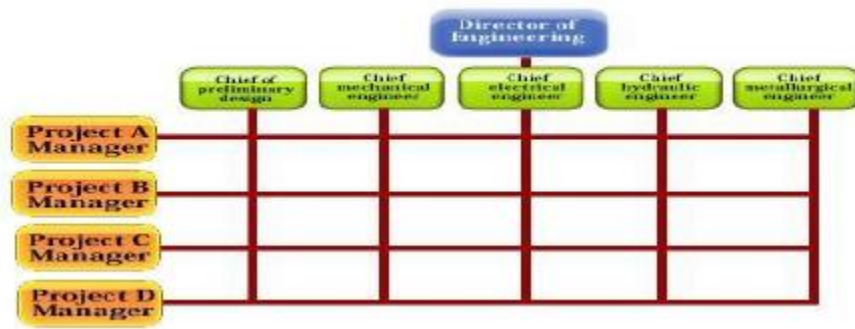 Director of
Engineering
Chief of
preliminary
design
Chief
mechanical
engineer
Chief
electrical
engineer
Chief
hydraulic
engineer
Chief
metallurgical
engineer
Project A
Manager
Project B
Manager
Project C
Manager
Project D
Manager